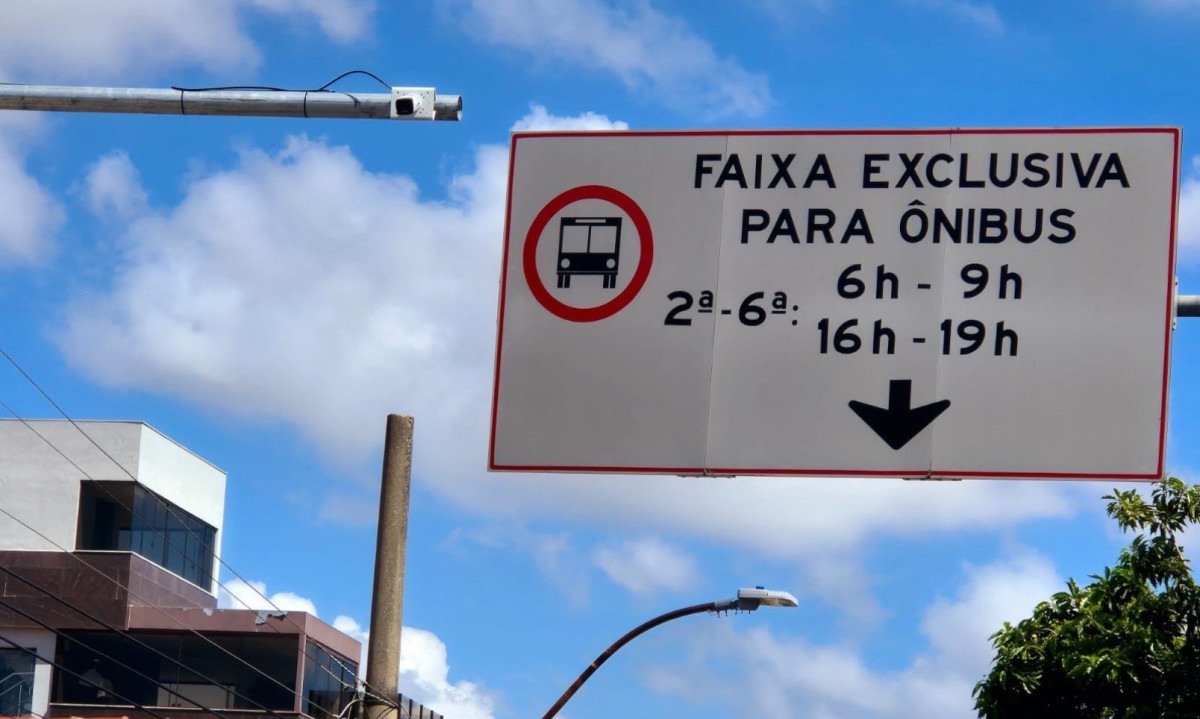 FAIXA EXCLUSIVA
PARA ÔNIBUS
2ª-6ª: 6h - 9h
16h - 19h